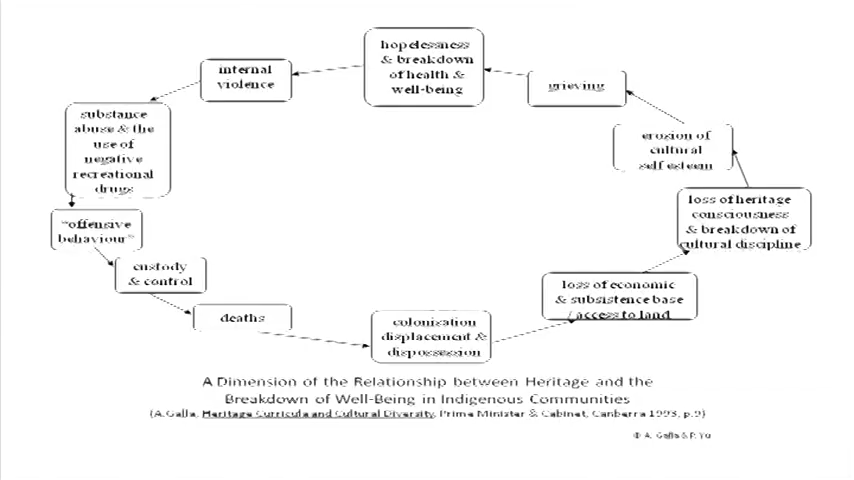 hopelessness
& breakdown
of health &
well-being
internal
violence
grieving
substance
abuse & the
use of
negative
recreational
drugs
erosion of
cultural
self esteem
loss of heritage
consciousness
& breakdown of
cultural discipline
"offensive
behaviour"
custody
& control
loss of economic
& subsistence base
/ access to land
deaths
colonisation
displacement &
dispossession
A Dimension of the Relationship between Heritage and the
Breakdown of Well-Being in Indigenous Communities
(A.Galla, Heritage Curricula and Cultural Diversity, Prime Minister & Cabinet, Canberra 1993, p.9)
© A. Galla & P. Yu